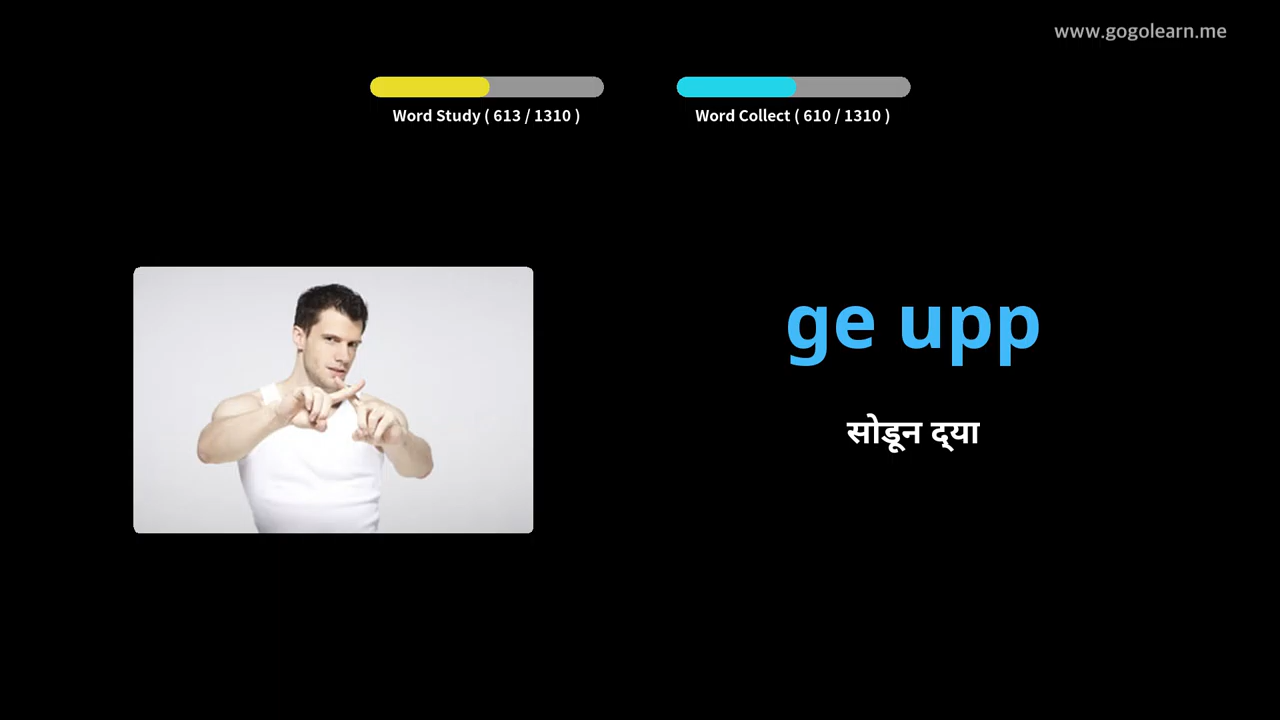 www.gogolearn.me
Word Study ( 613 / 1310 )
Word Collect ( 610 / 1310 )
ge upp
सोडून द्‌या